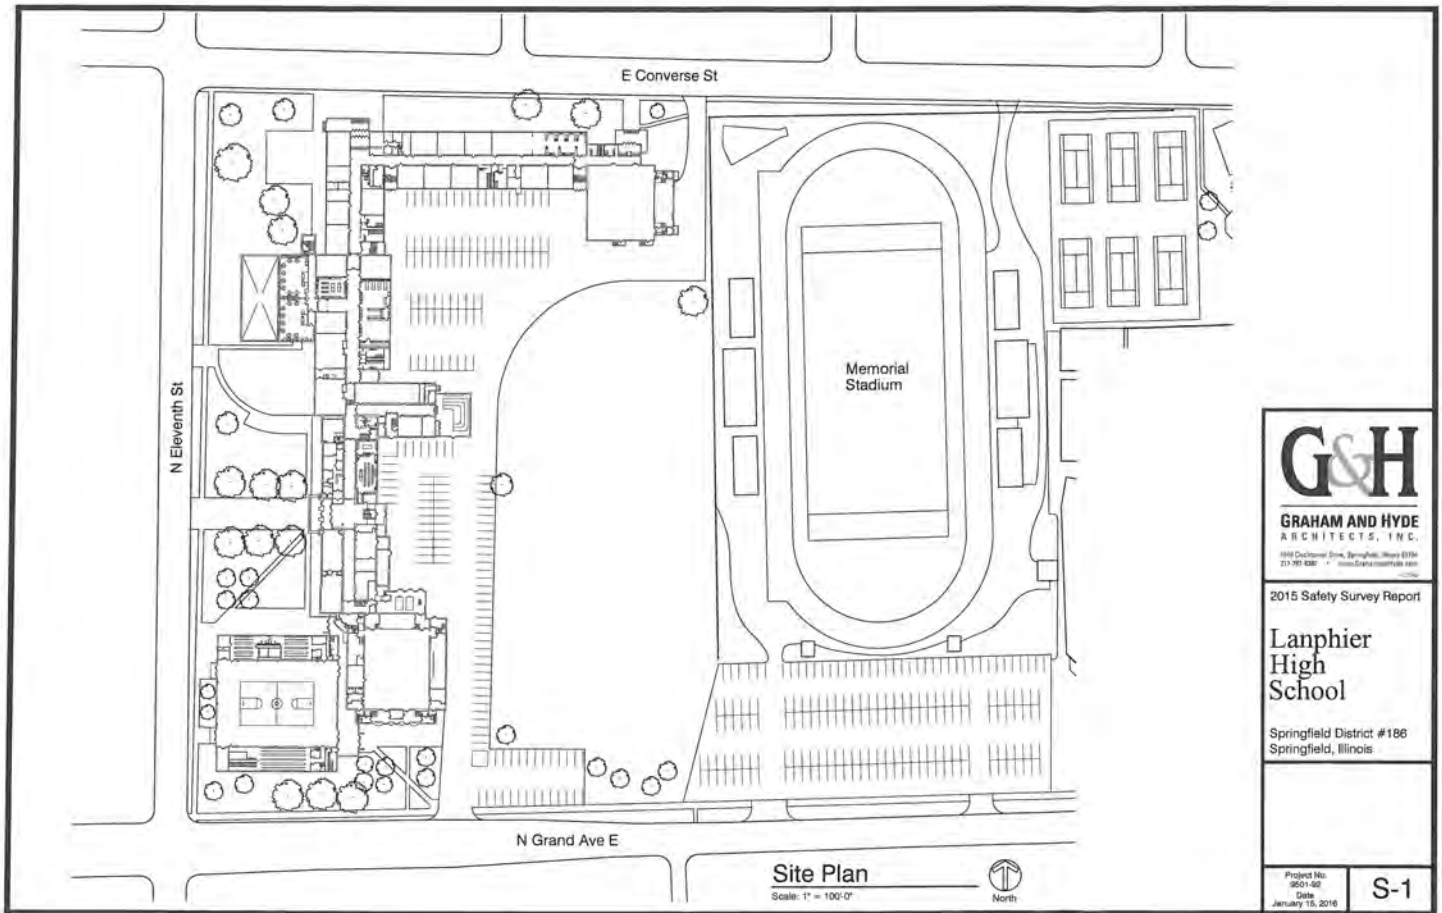 E Converse St
N Eleventh St
Memorial
Stadium
N Grand Ave E
Site Plan
Scale: 1" = 100'-0"
North
G&H
GRAHAM AND HYDE
ARCHITECTS, INC.
2015 Safety Survey Report
Lanphier
High
School
Springfield District #186
Springfield, Illinois
Project No.
9501-92
Date
January 15, 2016
S-1